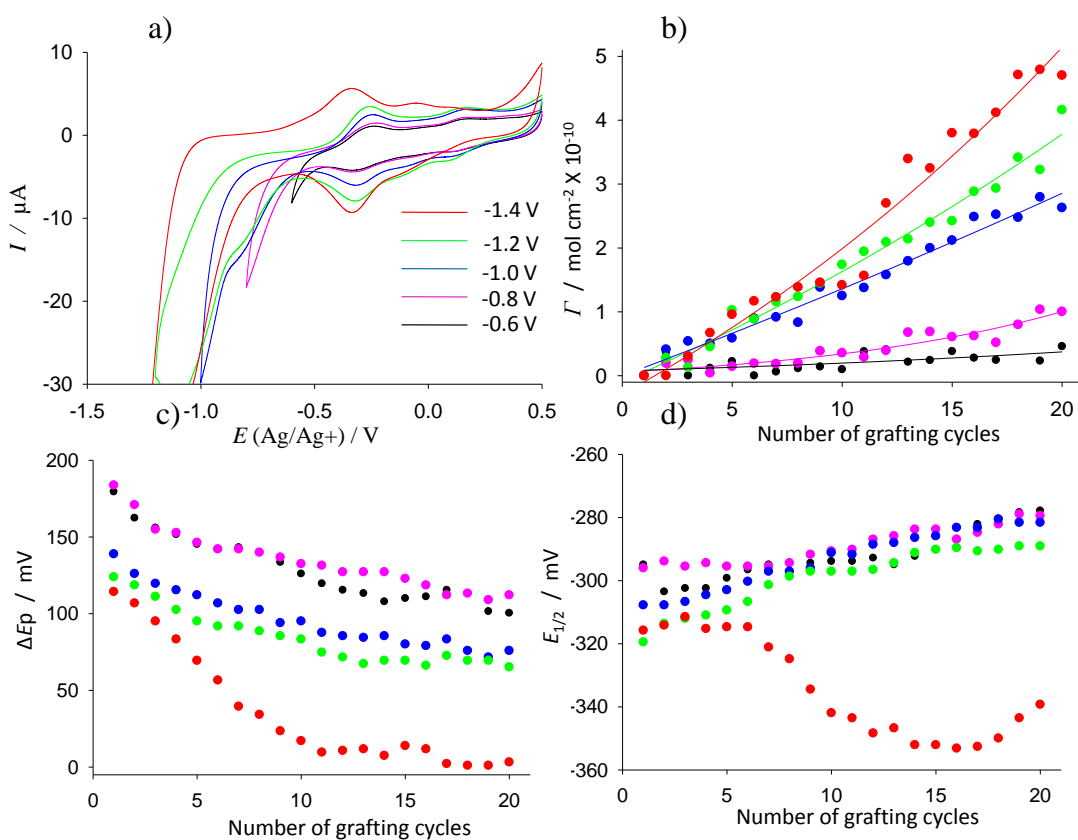 a)
10
0
-10
-20
-30
I / µA
-1.5 -1.0 -0.5 0.0 0.5
E (Ag/Ag+) / V
-1.4 V
-1.2 V
-1.0 V
-0.8 V
-0.6 V
b)
5
4
3
2
1
0
Γ / mol cm-2 X 10-10
0 5 10 15 20
Number of grafting cycles
c)
200
150
100
50
0
ΔEp / mV
0 5 10 15 20
Number of grafting cycles
d)
-260
-280
-300
-320
-340
-360
E1/2 / mV
0 5 10 15 20
Number of grafting cycles